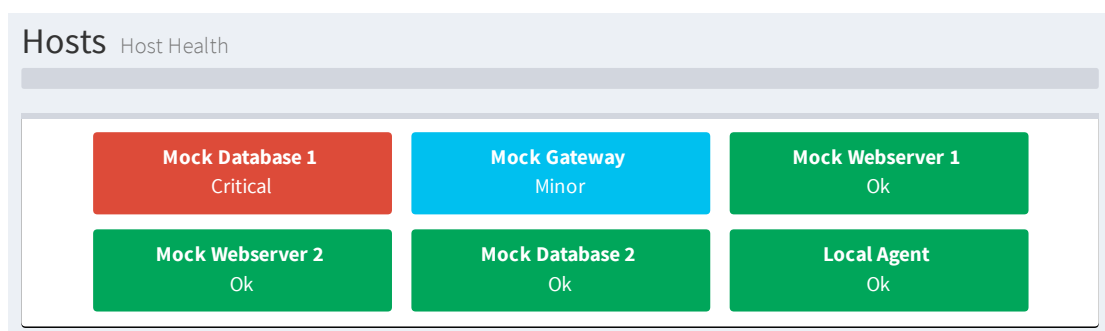 Hosts Host Health
Mock Database 1
Critical
Mock Gateway
Minor
Mock Webserver 1
Ok
Mock Webserver 2
Ok
Mock Database 2
Ok
Local Agent
Ok